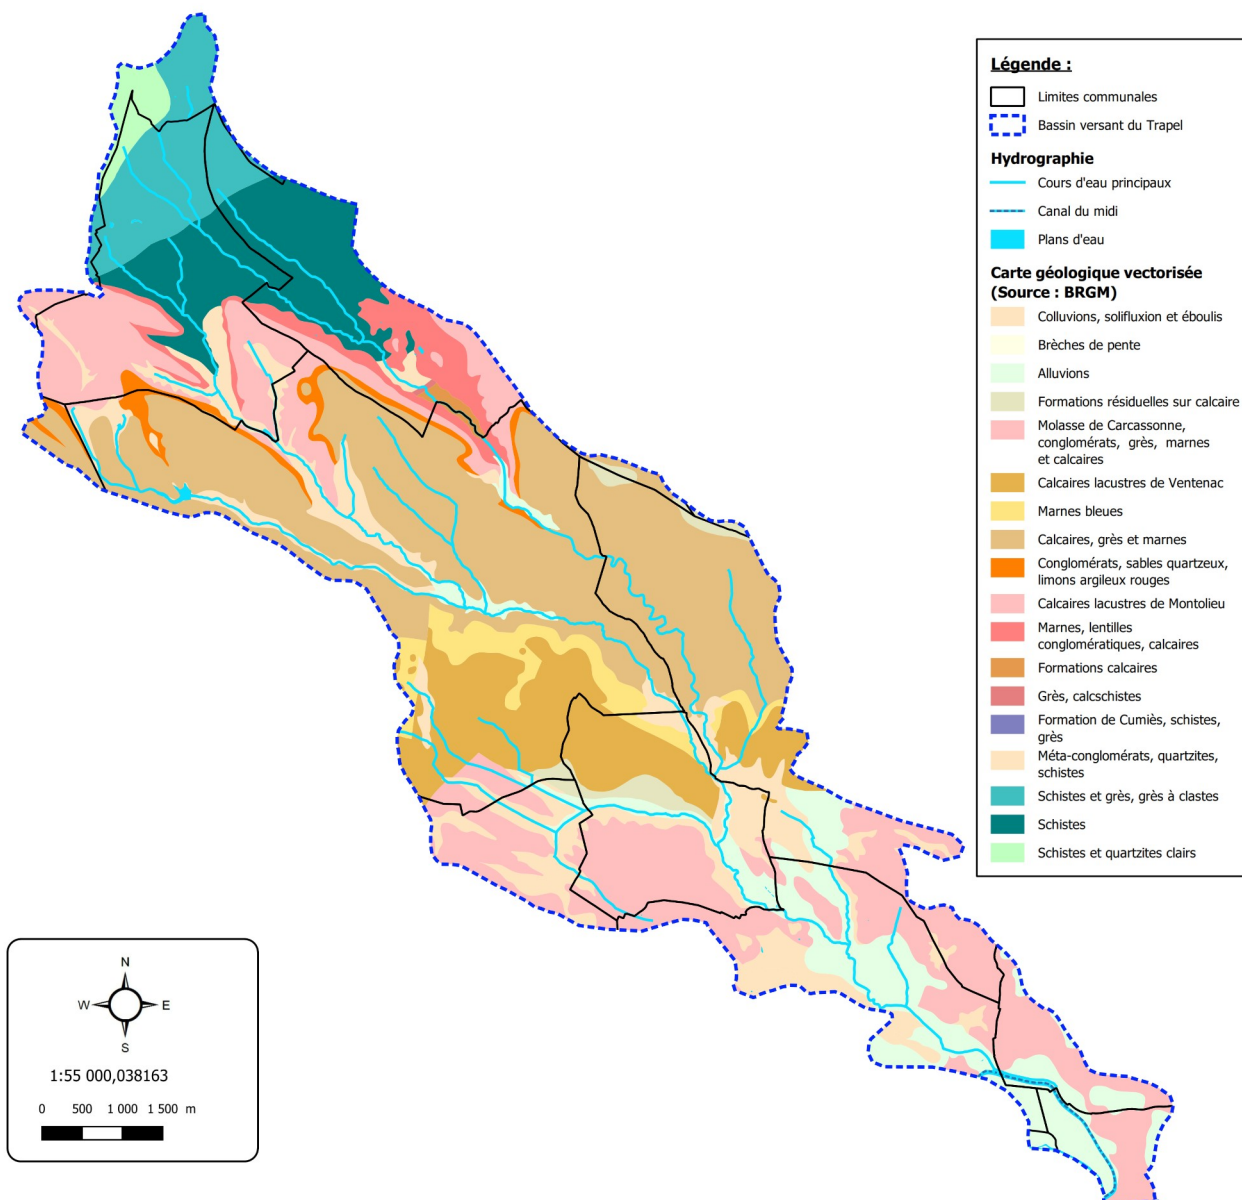 Légende :
Limites communales
Bassin versant du Trapel
Hydrographie
Cours d'eau principaux
Canal du midi
Plans d'eau
Carte géologique vectorisée
(Source : BRGM)
Colluvions, solifluxion et éboulis
Brèches de pente
Alluvions
Formations résiduelles sur calcaire
Molasse de Carcassonne,
conglomérats, grès, marnes
et calcaires
Calcaires lacustres de Ventenac
Marnes bleues
Calcaires, grès et marnes
Conglomérats, sables quartzeux,
limons argileux rouges
Calcaires lacustres de Montolieu
Marnes, lentilles
conglomératiques, calcaires
Formations calcaires
Grès, calcschistes
Formation de Cumiès, schistes,
grès
Méta-conglomérats, quartzites,
schistes
Schistes et grès, grès à clastes
Schistes
Schistes et quartzites clairs
N
W E
S
1:55 000,038163
0 500 1 000 1 500 m